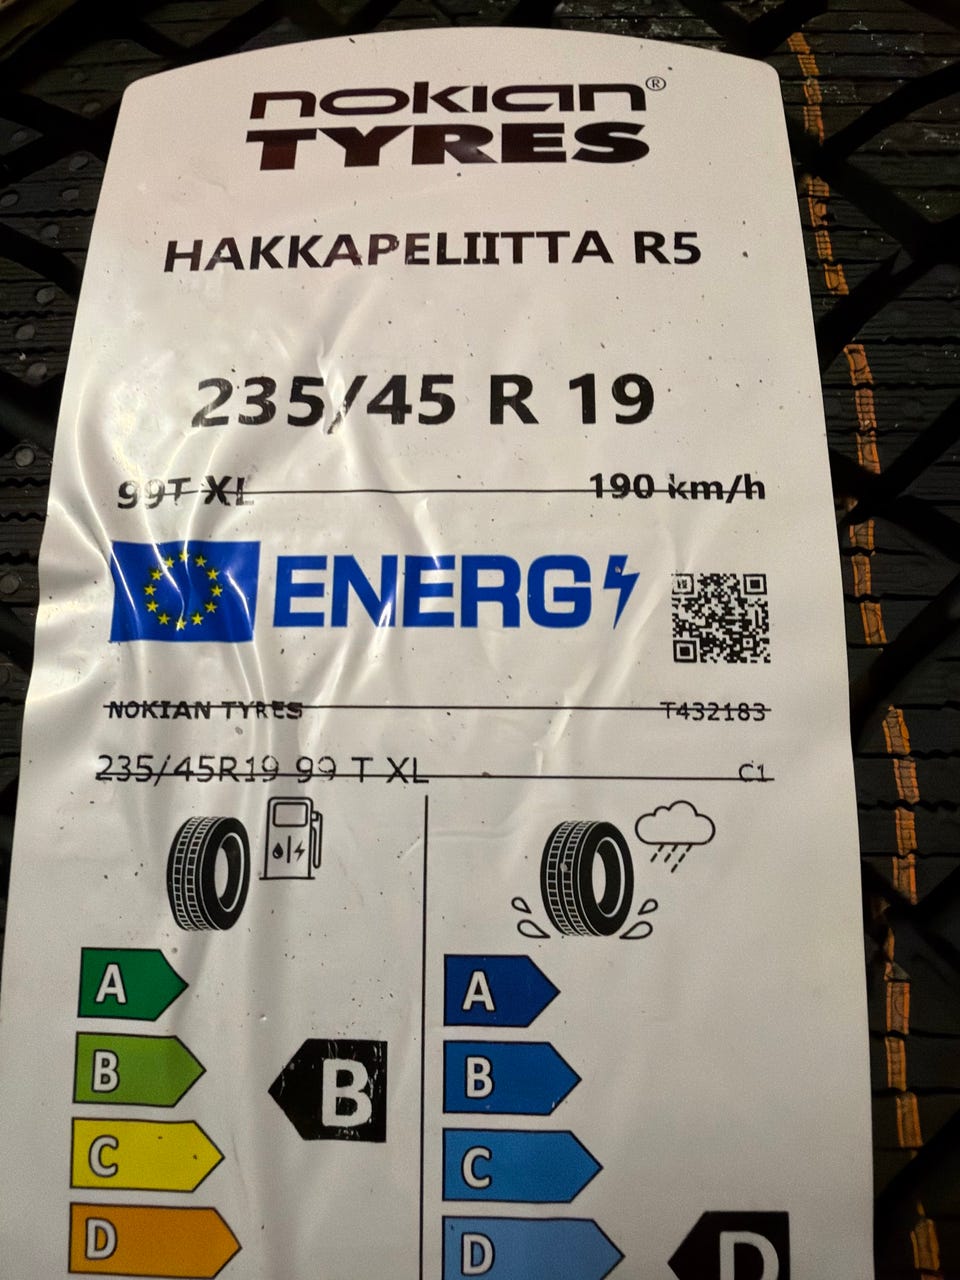 nokian®
TYRES
HAKKAPELIITTA R5
235/45 R 19
99T XL 190 km/h
ENERG
NOKIAN TYRES T432183
235/45R19 99 T XL C1
A A
B B B
C C
D D D